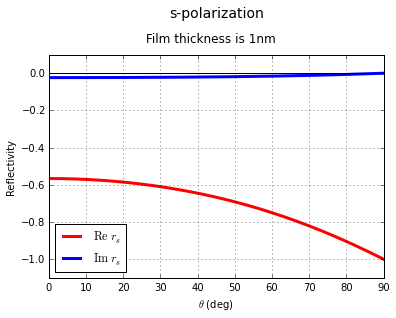 s-polarization
Film thickness is 1nm
Reflectivity
0.0
−0.2
−0.4
−0.6
−0.8
−1.0
Re r_s
Im r_s
0 10 20 30 40 50 60 70 80 90
θ (deg)